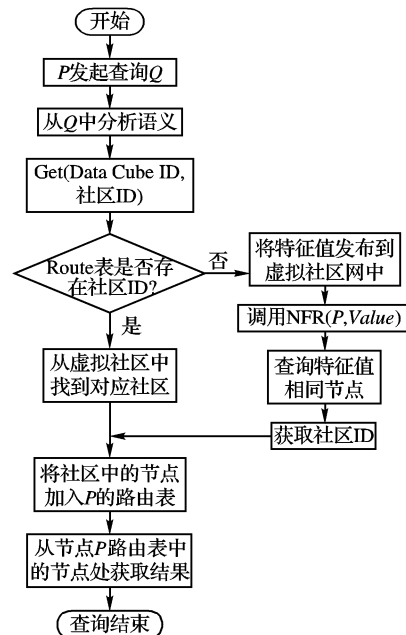 开始
P发起查询Q
从Q中分析语义
Get(Data Cube ID,
社区ID)
Route表是否存
在社区ID?
否
是
将特征值发布到
虚拟社区网中
调用NFR(P,Value)
查询特征值
相同节点
获取社区ID
从虚拟社区中
找到对应社区
将社区中的节点
加入P的路由表
从节点P路由表中
的节点处获取结果
查询结束